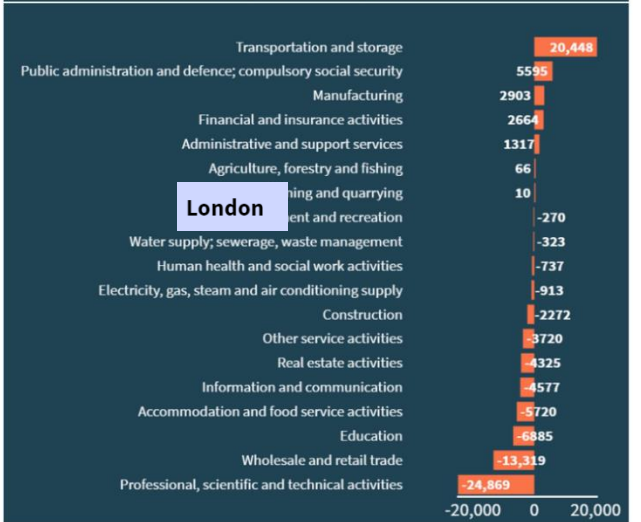 Transportation and storage 20,448
Public administration and defence; compulsory social security 5595
Manufacturing 2903
Financial and insurance activities 2664
Administrative and support services 1317
Agriculture, forestry and fishing 66
and quarrying 10
London
and recreation -270
Water supply; sewerage, waste management -323
Human health and social work activities -737
Electricity, gas, steam and air conditioning supply -913
Construction -2272
Other service activities -3720
Real estate activities -4325
Information and communication -4577
Accommodation and food service activities -5720
Education -6885
Wholesale and retail trade -13,319
Professional, scientific and technical activities -24,869
-20,000 0 20,000